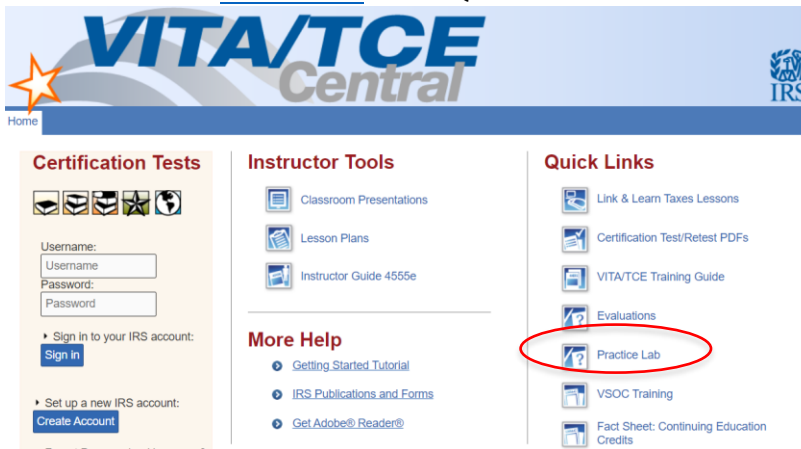 VITA/TCE
Central
IRS
Home
Certification Tests
Username:
Username
Password:
Password
Sign in to your IRS account:
Sign in
Set up a new IRS account:
Create Account
Instructor Tools
Classroom Presentations
Lesson Plans
Instructor Guide 4555e
More Help
Getting Started Tutorial
IRS Publications and Forms
Get Adobe® Reader®
Quick Links
Link & Learn Taxes Lessons
Certification Test/Retest PDFs
VITA/TCE Training Guide
Evaluations
Practice Lab
VSOC Training
Fact Sheet: Continuing Education
Credits